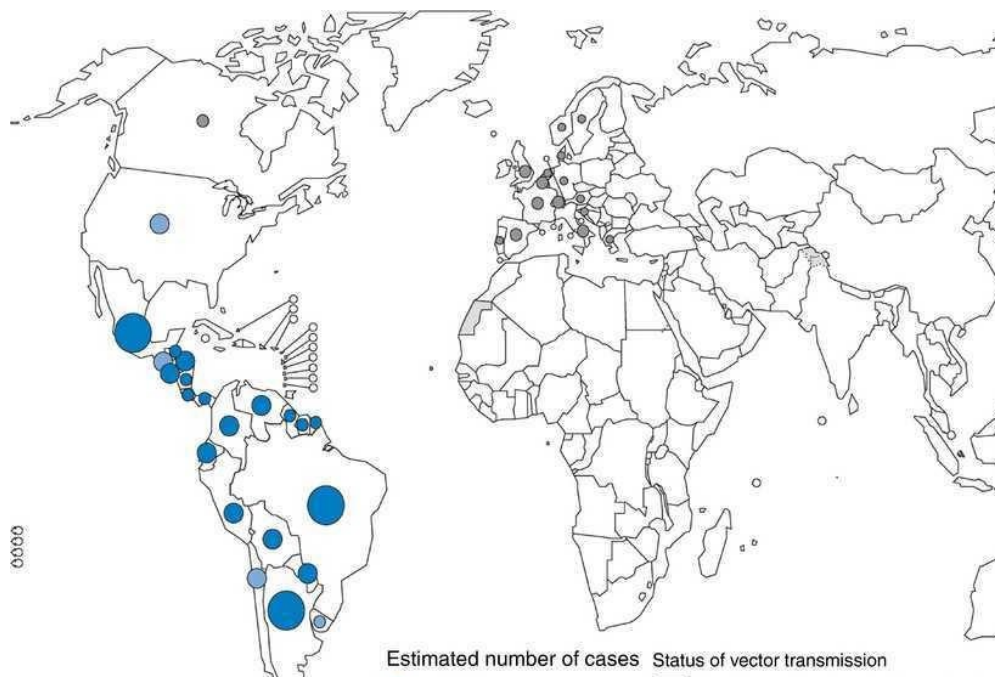 Estimated number of cases Status of vector transmission